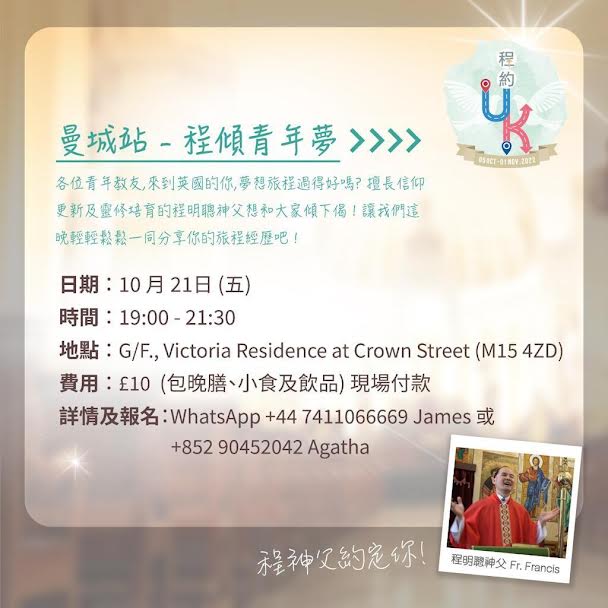 程約
UK
05 OCT - 01 NOV, 2022
曼城站 - 程傾青年夢 >>>>
各位青年教友,來到英國的你,夢想旅程過得好嗎? 擅長信仰
更新及靈修培育的程明聰神父想和大家傾下偈！讓我們這
晚輕輕鬆鬆一同分享你的旅程經歷吧！
日期：10 月 21日 (五)
時間：19:00 - 21:30
地點：G/F., Victoria Residence at Crown Street (M15 4ZD)
費用：£10 (包晚膳、小食及飲品) 現場付款
詳情及報名：WhatsApp +44 7411066669 James 或
+852 90452042 Agatha
程明聰神父 Fr. Francis
程神父約定你!